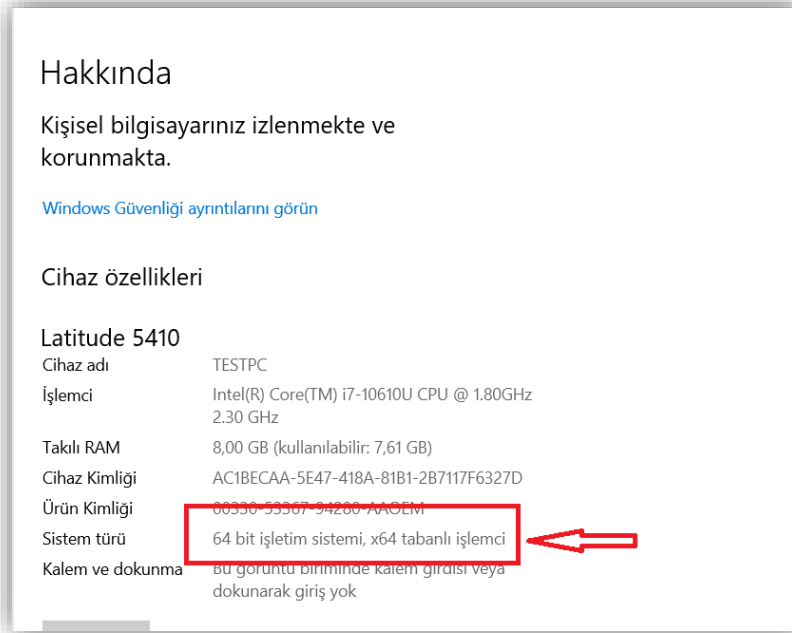 Hakkında
Kişisel bilgisayarınız izlenmekte ve
korunmakta.
Windows Güvenliği ayrıntılarını görün
Cihaz özellikleri
Latitude 5410
Cihaz adı TESTPC
İşlemci Intel(R) Core(TM) i7-10610U CPU @ 1.80GHz
2.30 GHz
Takılı RAM 8,00 GB (kullanılabilir: 7,61 GB)
Cihaz Kimliği AC1BECAA-5E47-418A-81B1-2B7117F6327D
Ürün Kimliği 00330-53367-94280-AAOEM
Sistem türü 64 bit işletim sistemi, x64 tabanlı işlemci
Kalem ve dokunma Bu görüntü biriminde kalem girdisi veya
dokunarak giriş yok